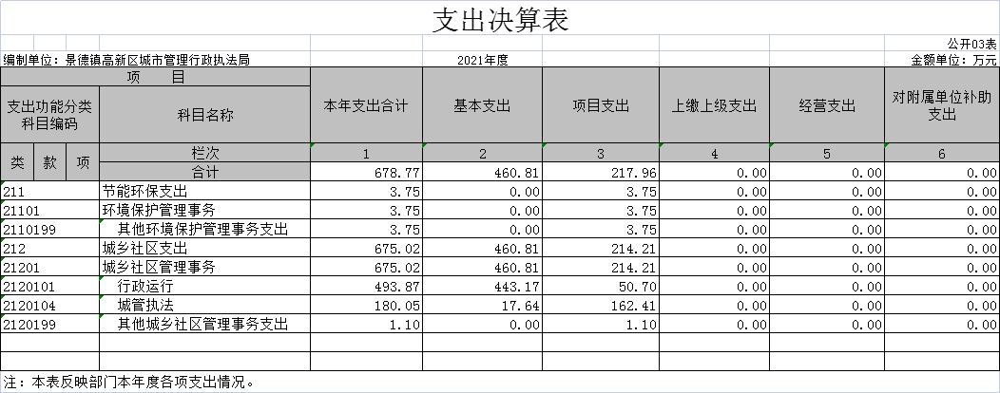 支出决算表
公开03表
编制单位：景德镇高新区城市管理行政执法局 2021年度 金额单位：万元
项 目 本年支出合计 基本支出 项目支出 上缴上级支出 经营支出 对附属单位补助支出
支出功能分类科目编码 科目名称
类 款 项 栏次 1 2 3 4 5 6
合计 678.77 460.81 217.96 0.00 0.00 0.00
211 节能环保支出 3.75 0.00 3.75 0.00 0.00 0.00
21101 环境保护管理事务 3.75 0.00 3.75 0.00 0.00 0.00
2110199 其他环境保护管理事务支出 3.75 0.00 3.75 0.00 0.00 0.00
212 城乡社区支出 675.02 460.81 214.21 0.00 0.00 0.00
21201 城乡社区管理事务 675.02 460.81 214.21 0.00 0.00 0.00
2120101 行政运行 493.87 443.17 50.70 0.00 0.00 0.00
2120104 城管执法 180.05 17.64 162.41 0.00 0.00 0.00
2120199 其他城乡社区管理事务支出 1.10 0.00 1.10 0.00 0.00 0.00
注：本表反映部门本年度各项支出情况。